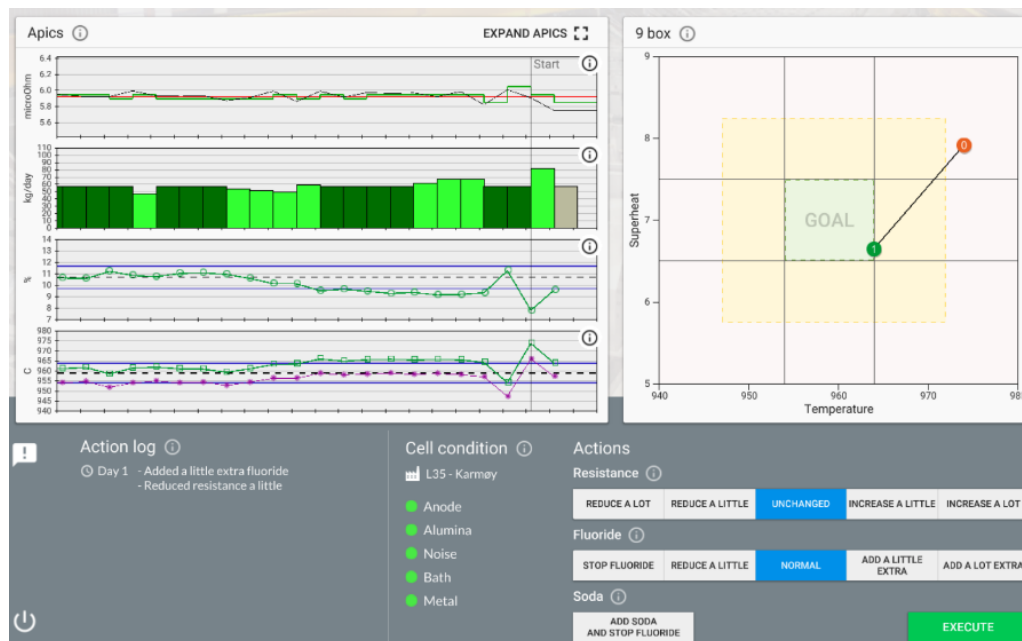 Apics
EXPAND APICS
Start
microOhm
6.4
6.2
6.0
5.8
5.6
kg/day
110
100
90
80
70
60
50
40
30
20
10
0
%
14
13
12
11
10
9
8
7
C
980
975
970
965
960
955
950
945
940
9 box
Superheat
9
8
7
6
5
0
GOAL
1
940
950
960
970
98
Temperature
Action log
Day 1 - Added a little extra fluoride
- Reduced resistance a little
Cell condition
L35 - Karmøy
Anode
Alumina
Noise
Bath
Metal
Actions
Resistance
REDUCE A LOT REDUCE A LITTLE UNCHANGED INCREASE A LITTLE INCREASE A LOT
Fluoride
STOP FLUORIDE REDUCE A LITTLE NORMAL ADD A LITTLE EXTRA ADD A LOT EXTRA
Soda
ADD SODA
AND STOP FLUORIDE
EXECUTE